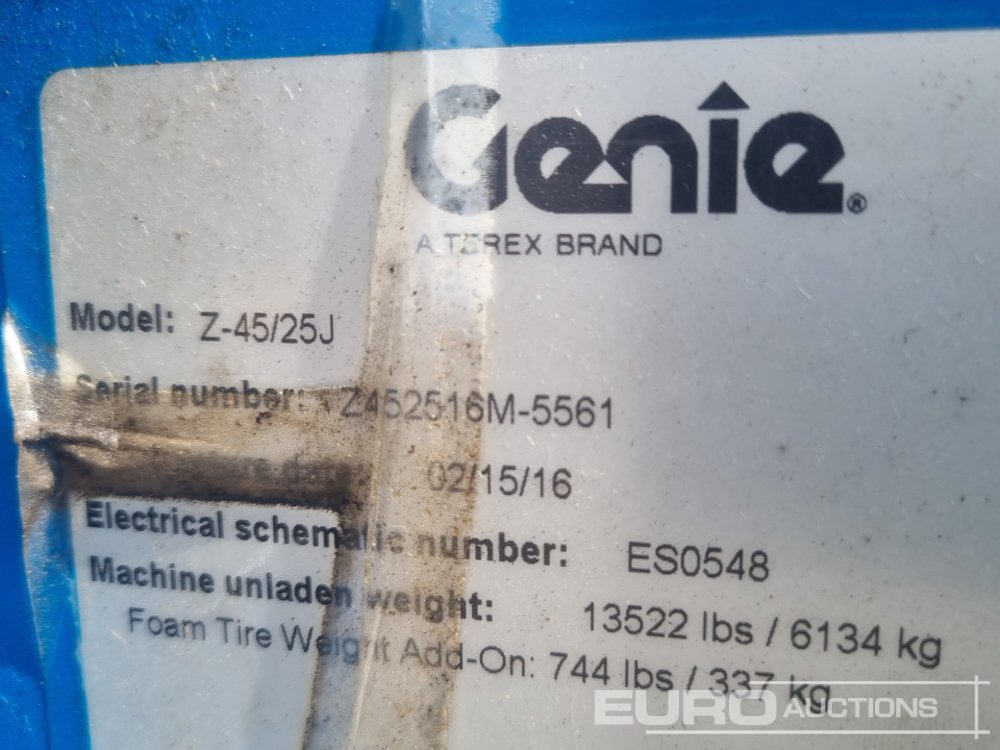 Genie®
A TEREX BRAND
Model: Z-45/25J
Serial number: Z452516M-5561
date: 02/15/16
Electrical schematic number: ES0548
Machine unladen weight: 13522 lbs / 6134 kg
Foam Tire Weight Add-On: 744 lbs / 337 kg
EURO AUCTIONS